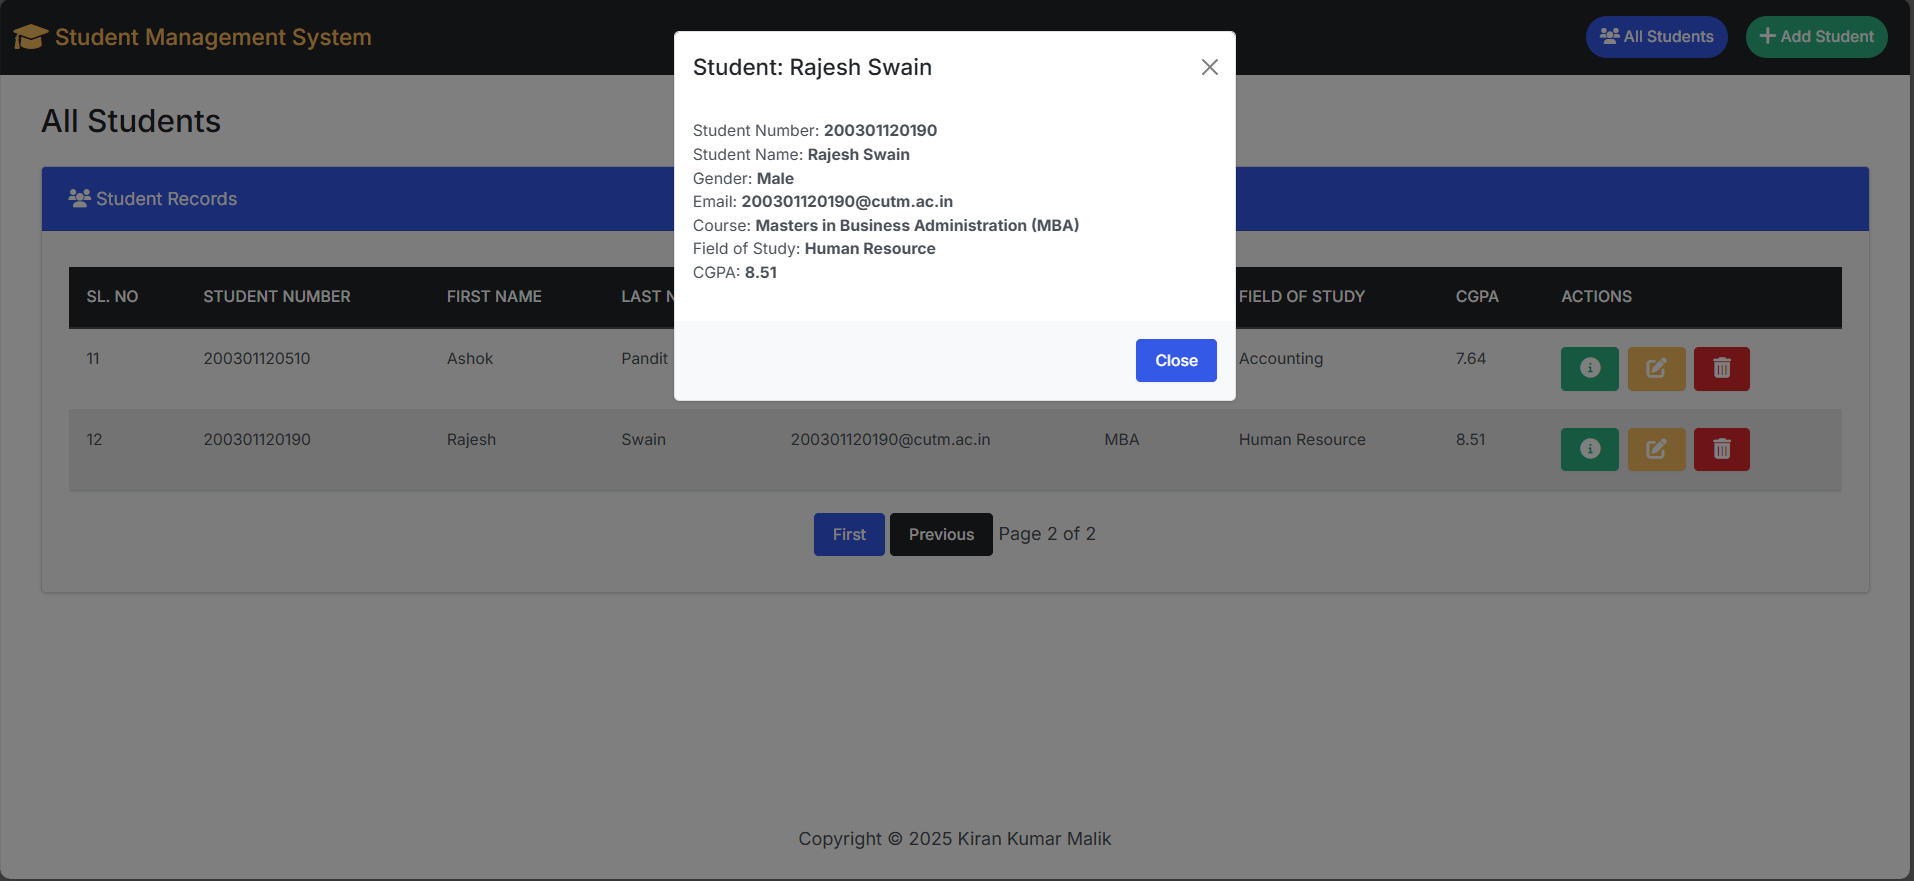 Student Management System
All Students
Add Student
Student: Rajesh Swain
All Students
Student Number: 200301120190
Student Name: Rajesh Swain
Gender: Male
Email: 200301120190@cutm.ac.in
Course: Masters in Business Administration (MBA)
Field of Study: Human Resource
CGPA: 8.51
Close
Student Records
SL. NO STUDENT NUMBER FIRST NAME LAST N FIELD OF STUDY CGPA ACTIONS
11 200301120510 Ashok Pandit Accounting 7.64
12 200301120190 Rajesh Swain 200301120190@cutm.ac.in MBA Human Resource 8.51
First Previous Page 2 of 2
Copyright © 2025 Kiran Kumar Malik